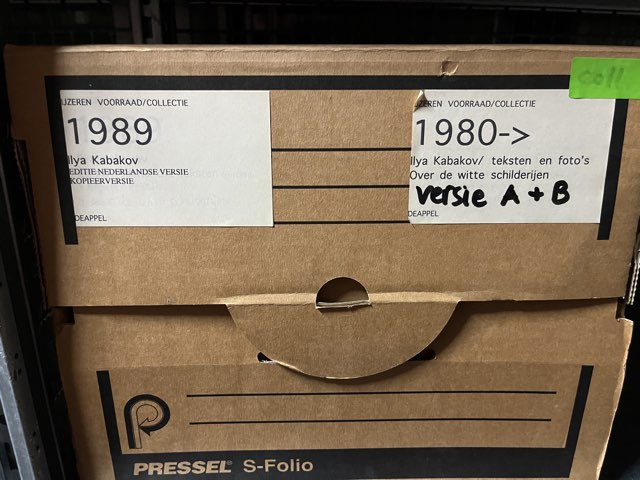 IJZEREN VOORRAAD/COLLECTIE
1989
Ilya Kabakov
EDITIE NEDERLANDSE VERSIE
KOPIEERVERSIE
DEAPPEL
coll
IJZEREN VOORRAAD/COLLECTIE
1980->
Ilya Kabakov/ teksten en foto's
Over de witte schilderijen
versie A + B
DEAPPEL
PRESSEL® S-Folio